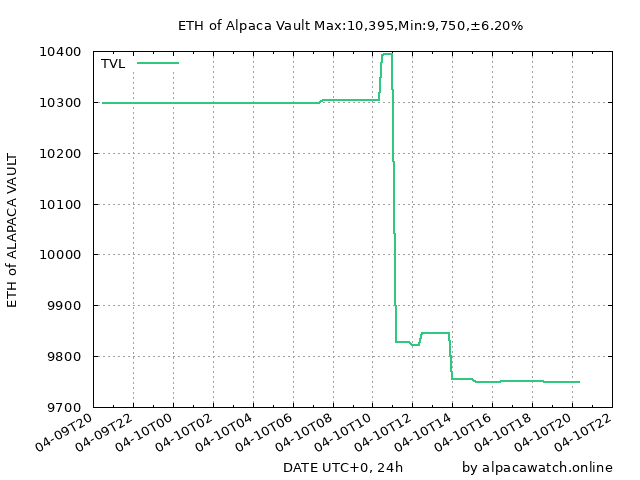 ETH of Alpaca Vault Max:10,395,Min:9,750,±6.20%
TVL
10400
10300
10200
10100
10000
9900
9800
9700
ETH of ALAPACA VAULT
04-09T20
04-09T22
04-10T00
04-10T02
04-10T04
04-10T06
04-10T08
04-10T10
04-10T12
04-10T14
04-10T16
04-10T18
04-10T20
04-10T22
DATE UTC+0, 24h
by alpacawatch.online